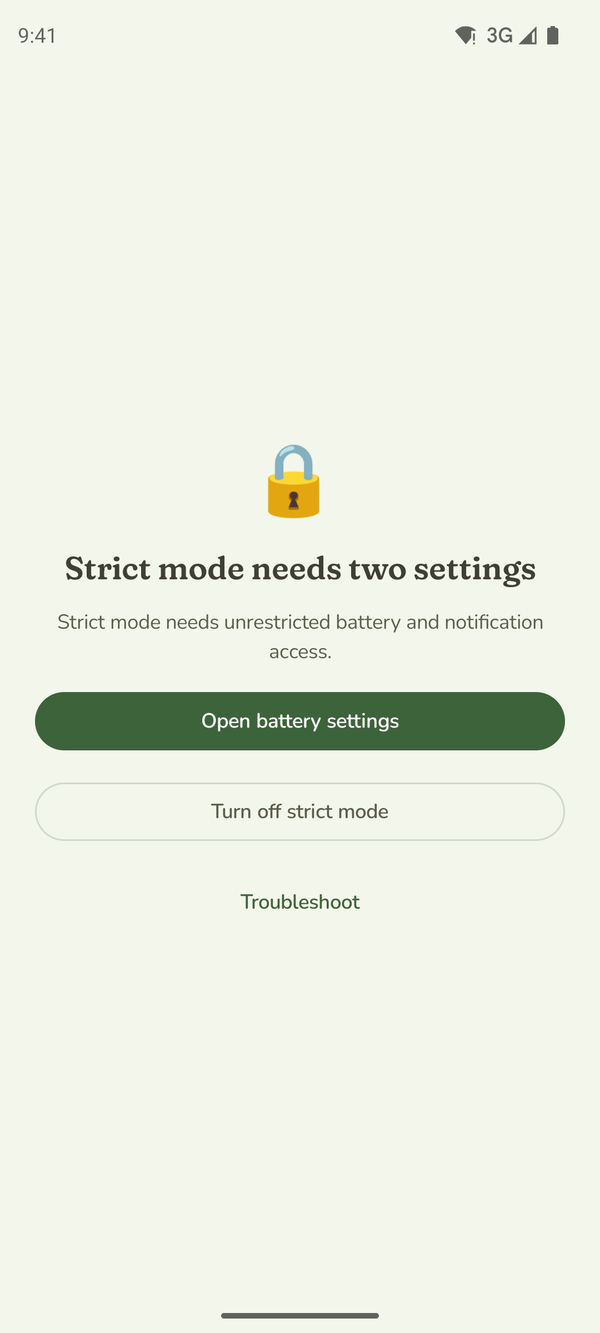 9:41
3G
Strict mode needs two settings
Strict mode needs unrestricted battery and notification
access.
Open battery settings
Turn off strict mode
Troubleshoot